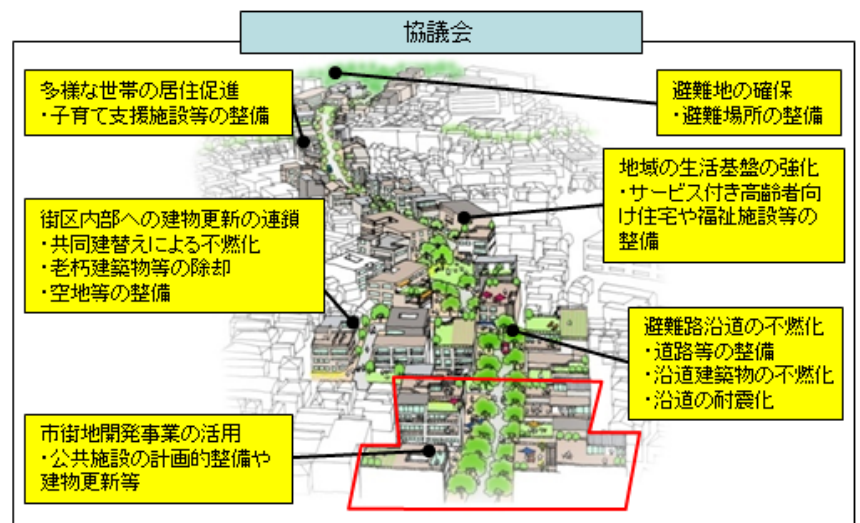 協議会
多様な世帯の居住促進
・子育て支援施設等の整備
避難地の確保
・避難場所の整備
地域の生活基盤の強化
・サービス付き高齢者向
け住宅や福祉施設等の
整備
街区内部への建物更新の連鎖
・共同建替えによる不燃化
・老朽建築物等の除却
・空地等の整備
避難路沿道の不燃化
・道路等の整備
・沿道建築物の不燃化
・沿道の耐震化
市街地開発事業の活用
・公共施設の計画的整備や
建物更新等